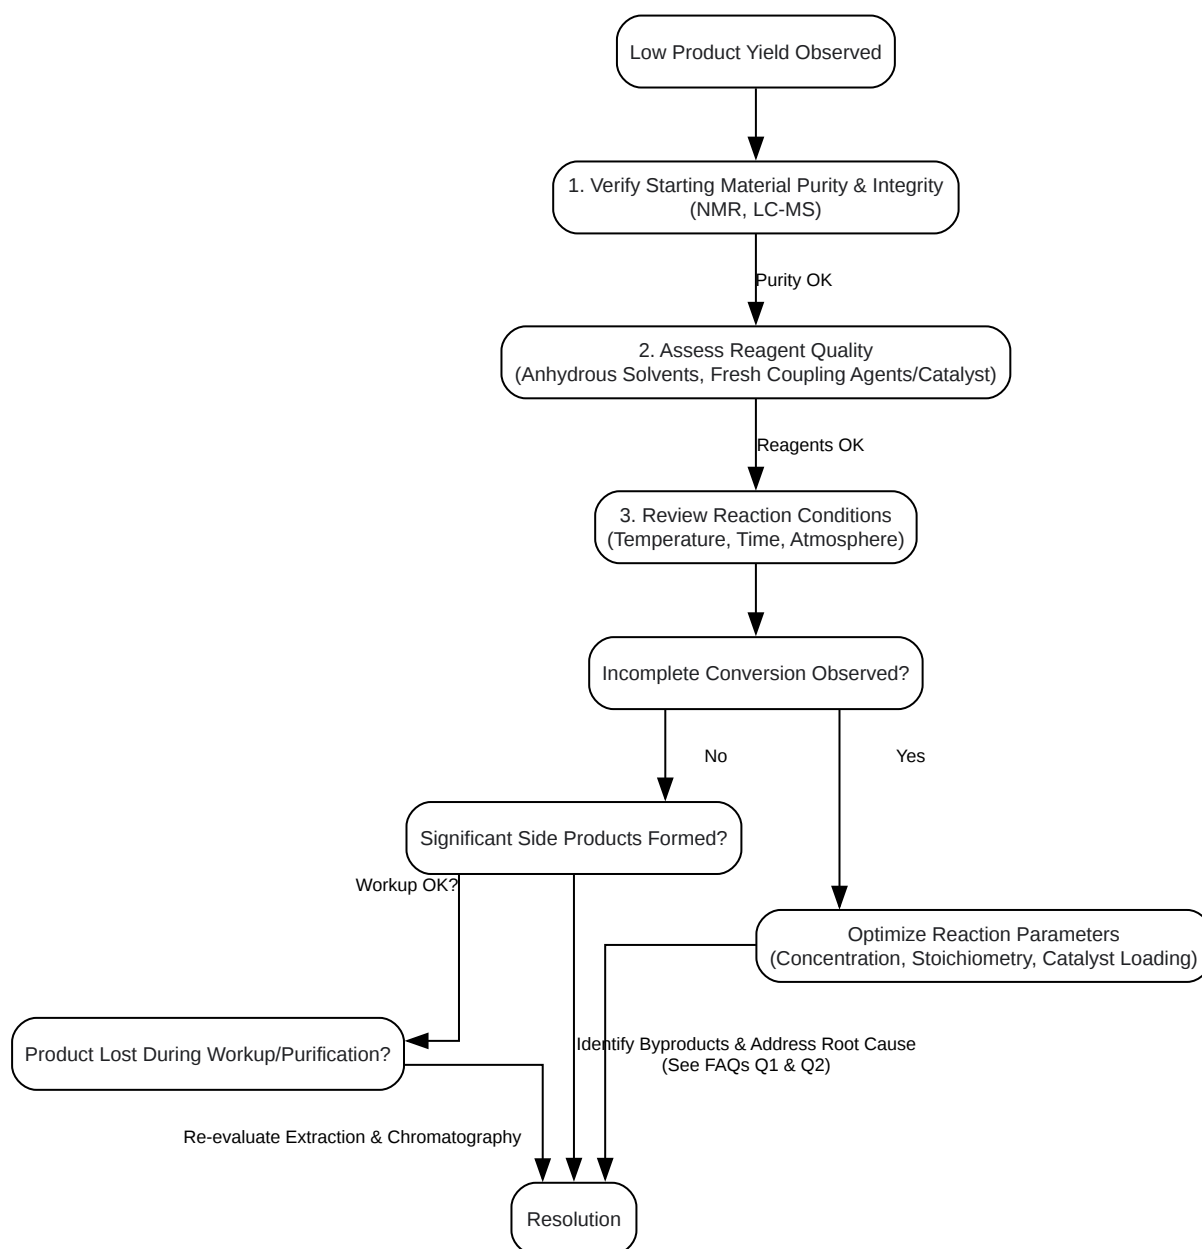 Low Product Yield Observed
1. Verify Starting Material Purity & Integrity
(NMR, LC-MS)
Purity OK
2. Assess Reagent Quality
(Anhydrous Solvents, Fresh Coupling Agents/Catalyst)
Reagents OK
3. Review Reaction Conditions
(Temperature, Time, Atmosphere)
Incomplete Conversion Observed?
No
Yes
Significant Side Products Formed?
Workup OK?
Optimize Reaction Parameters
(Concentration, Stoichiometry, Catalyst Loading)
Product Lost During Workup/Purification?
Identify Byproducts & Address Root Cause
(See FAQs Q1 & Q2)
Re-evaluate Extraction & Chromatography
Resolution